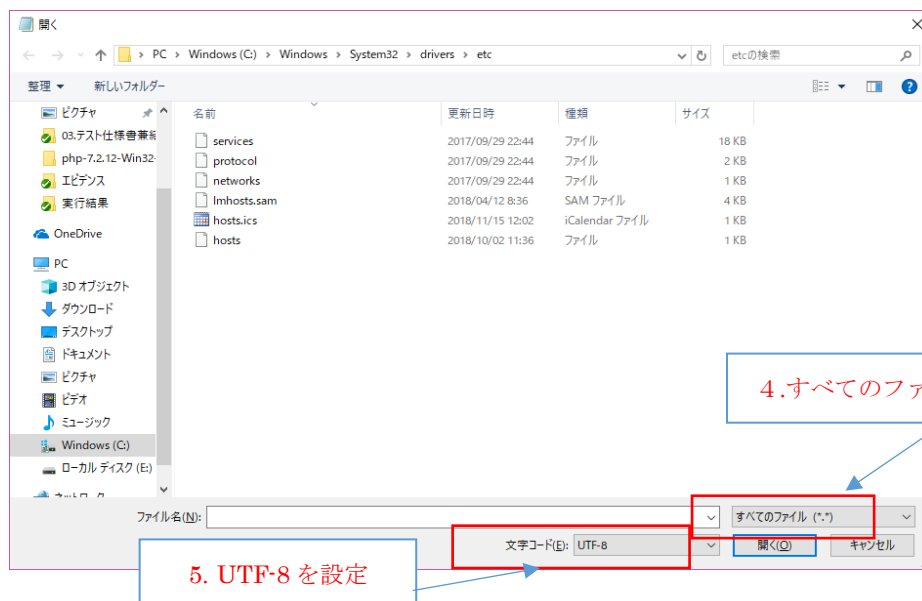 開く
PC > Windows (C:) > Windows > System32 > drivers > etc
etcの検索
整理
新しいフォルダー
名前 更新日時 種類 サイズ
services 2017/09/29 22:44 ファイル 18 KB
protocol 2017/09/29 22:44 ファイル 2 KB
networks 2017/09/29 22:44 ファイル 1 KB
lmhosts.sam 2018/04/12 8:36 SAM ファイル 4 KB
hosts.ics 2018/11/15 12:02 iCalendar ファイル 1 KB
hosts 2018/10/02 11:36 ファイル 1 KB
ピクチャ
03.テスト仕様書兼
php-7.2.12-Win32-
エビデンス
実行結果
OneDrive
PC
3D オブジェクト
ダウンロード
デスクトップ
ドキュメント
ピクチャ
ビデオ
ミュージック
Windows (C:)
ローカル ディスク (E:)
4.すべてのファ
ファイル名(N):
すべてのファイル (*.*)
文字コード(E): UTF-8
開く(O)
キャンセル
5. UTF-8 を設定